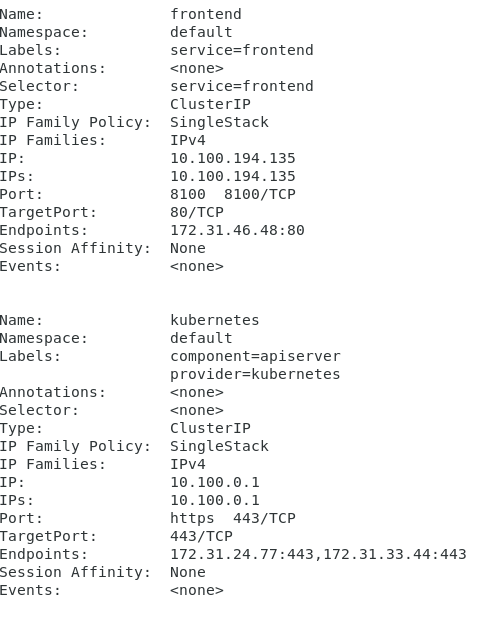 Name:              frontend
Namespace:         default
Labels:            service=frontend
Annotations:       <none>
Selector:          service=frontend
Type:              ClusterIP
IP Family Policy:  SingleStack
IP Families:       IPv4
IP:                10.100.194.135
IPs:               10.100.194.135
Port:              8100  8100/TCP
TargetPort:        80/TCP
Endpoints:         172.31.46.48:80
Session Affinity:  None
Events:            <none>


Name:              kubernetes
Namespace:         default
Labels:            component=apiserver
                   provider=kubernetes
Annotations:       <none>
Selector:          <none>
Type:              ClusterIP
IP Family Policy:  SingleStack
IP Families:       IPv4
IP:                10.100.0.1
IPs:               10.100.0.1
Port:              https  443/TCP
TargetPort:        443/TCP
Endpoints:         172.31.24.77:443,172.31.33.44:443
Session Affinity:  None
Events:            <none>